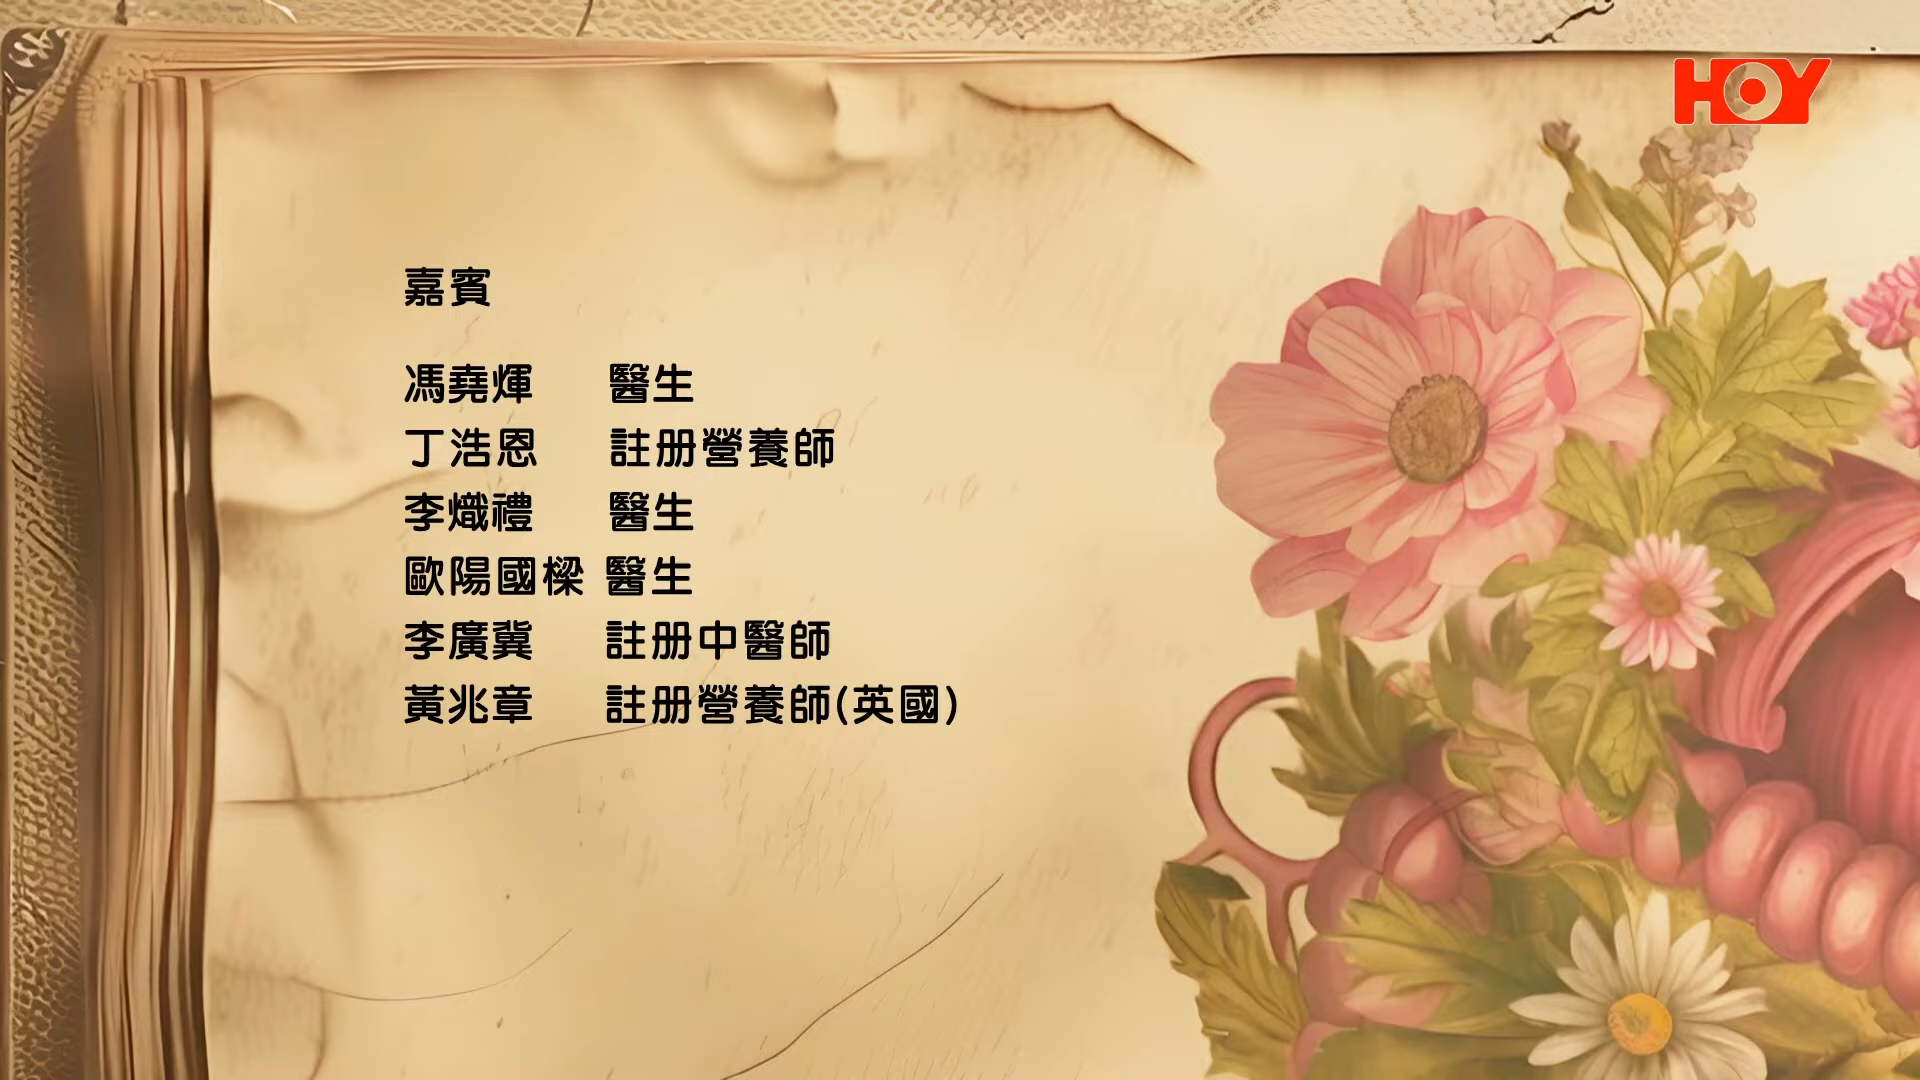 HOY
嘉賓
馮堯煇 醫生
丁浩恩 註册營養師
李熾禮 醫生
歐陽國樑 醫生
李廣冀 註册中醫師
黃兆章 註册營養師(英國)